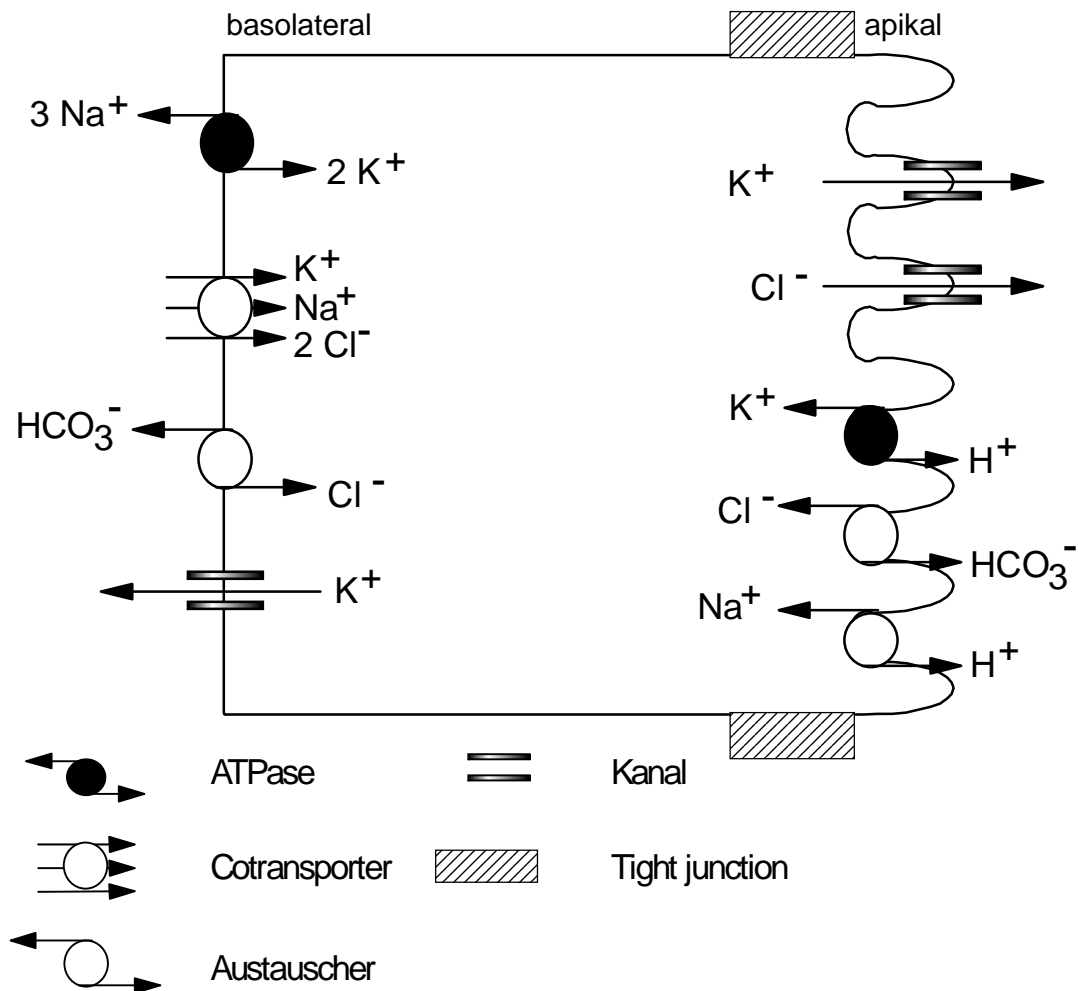 basolateral
apikal
3 Na⁺
2 K⁺
K⁺
Na⁺
2 Cl⁻
HCO₃⁻
Cl⁻
K⁺
K⁺
Cl⁻
K⁺
H⁺
Cl⁻
HCO₃⁻
Na⁺
H⁺
ATPase
Kanal
Cotransporter
Tight junction
Austauscher